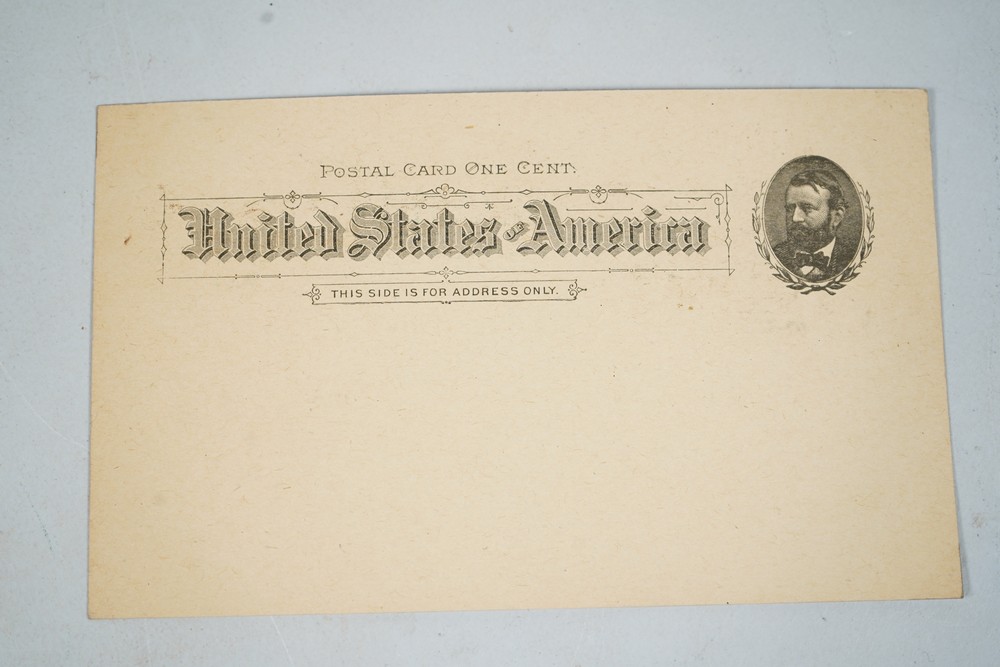 POSTAL CARD ONE CENT.
United States of America
THIS SIDE IS FOR ADDRESS ONLY.